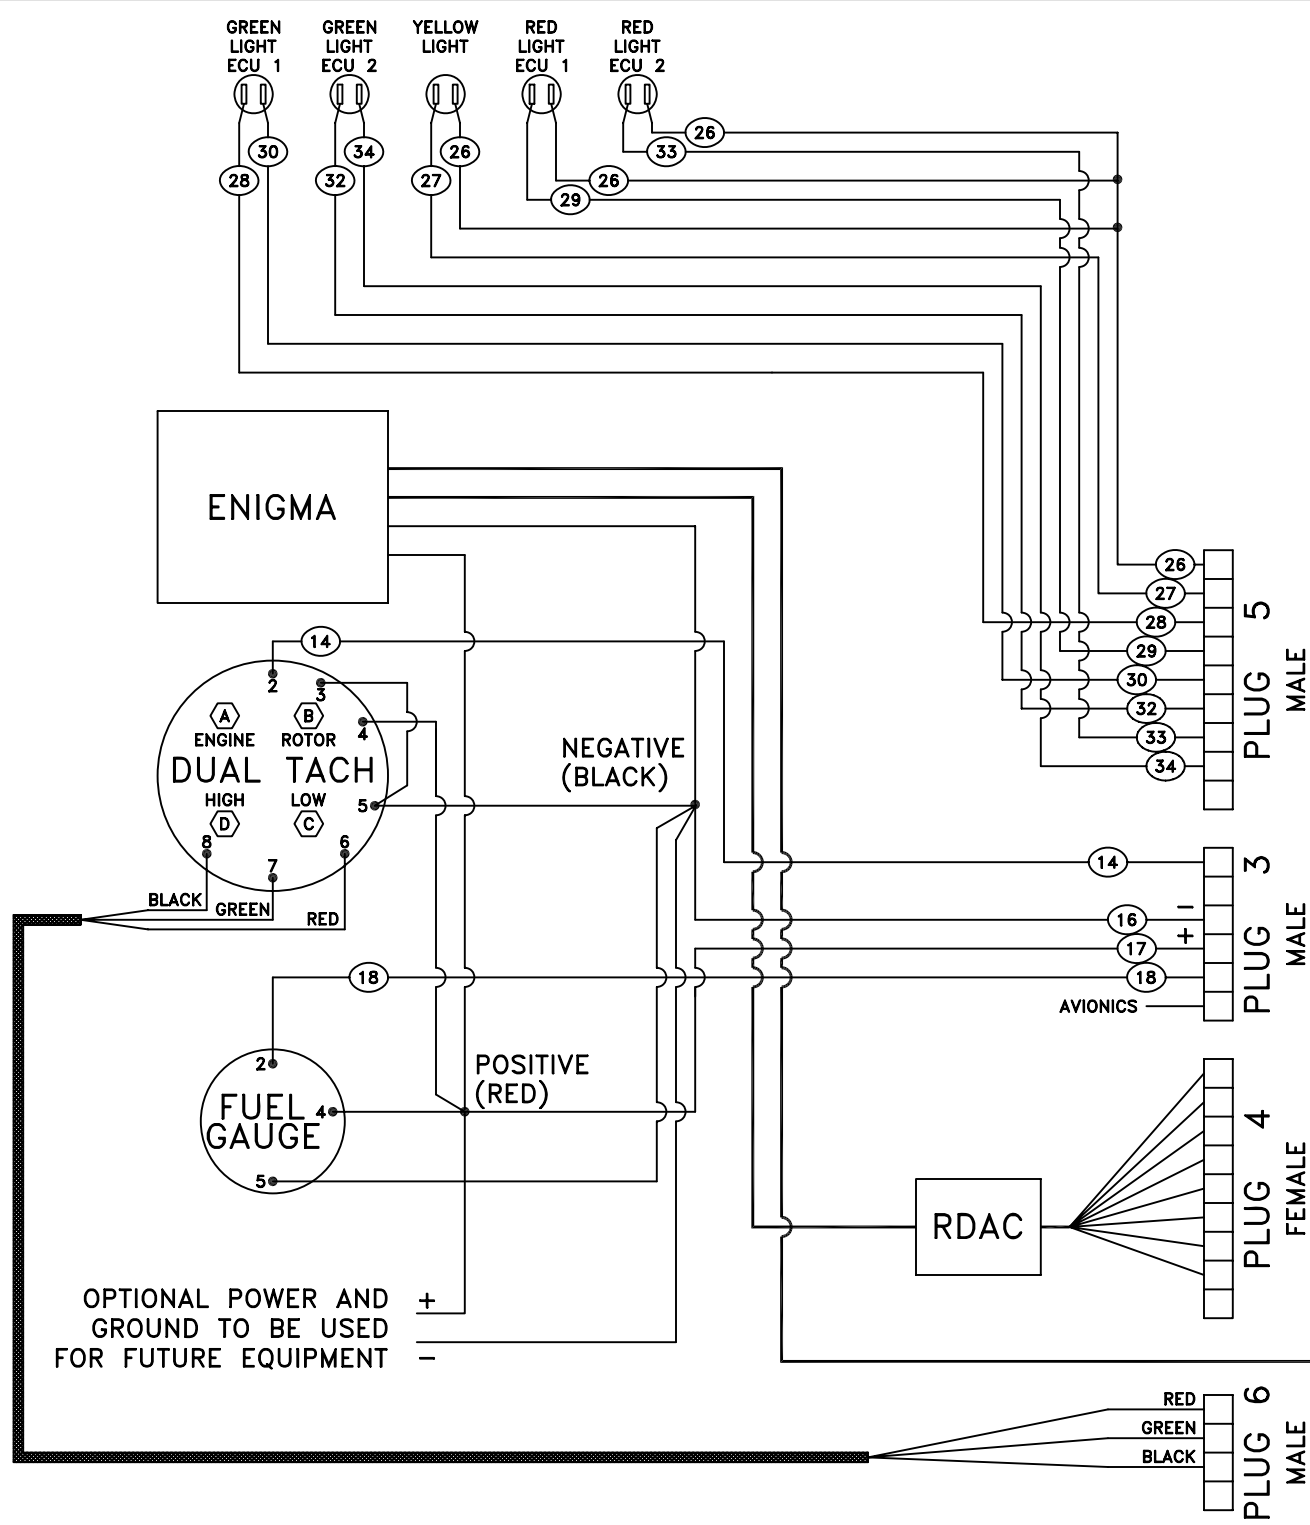 GREEN
LIGHT
ECU 1
GREEN
LIGHT
ECU 2
YELLOW
LIGHT
RED
LIGHT
ECU 1
RED
LIGHT
ECU 2
26
30
34
26
33
28
32
27
26
29
ENIGMA
26
27
28
29
30
32
33
34
PLUG 5
MALE
14
2
3
4
A
B
ENGINE
ROTOR
DUAL TACH
HIGH
LOW
D
C
5
8
7
6
NEGATIVE
(BLACK)
BLACK
GREEN
RED
14
−
16
+
17
18
18
AVIONICS
PLUG 3
MALE
2
FUEL
GAUGE
4
5
POSITIVE
(RED)
RDAC
PLUG 4
FEMALE
OPTIONAL POWER AND
GROUND TO BE USED
FOR FUTURE EQUIPMENT
+
−
RED
GREEN
BLACK
PLUG 6
MALE